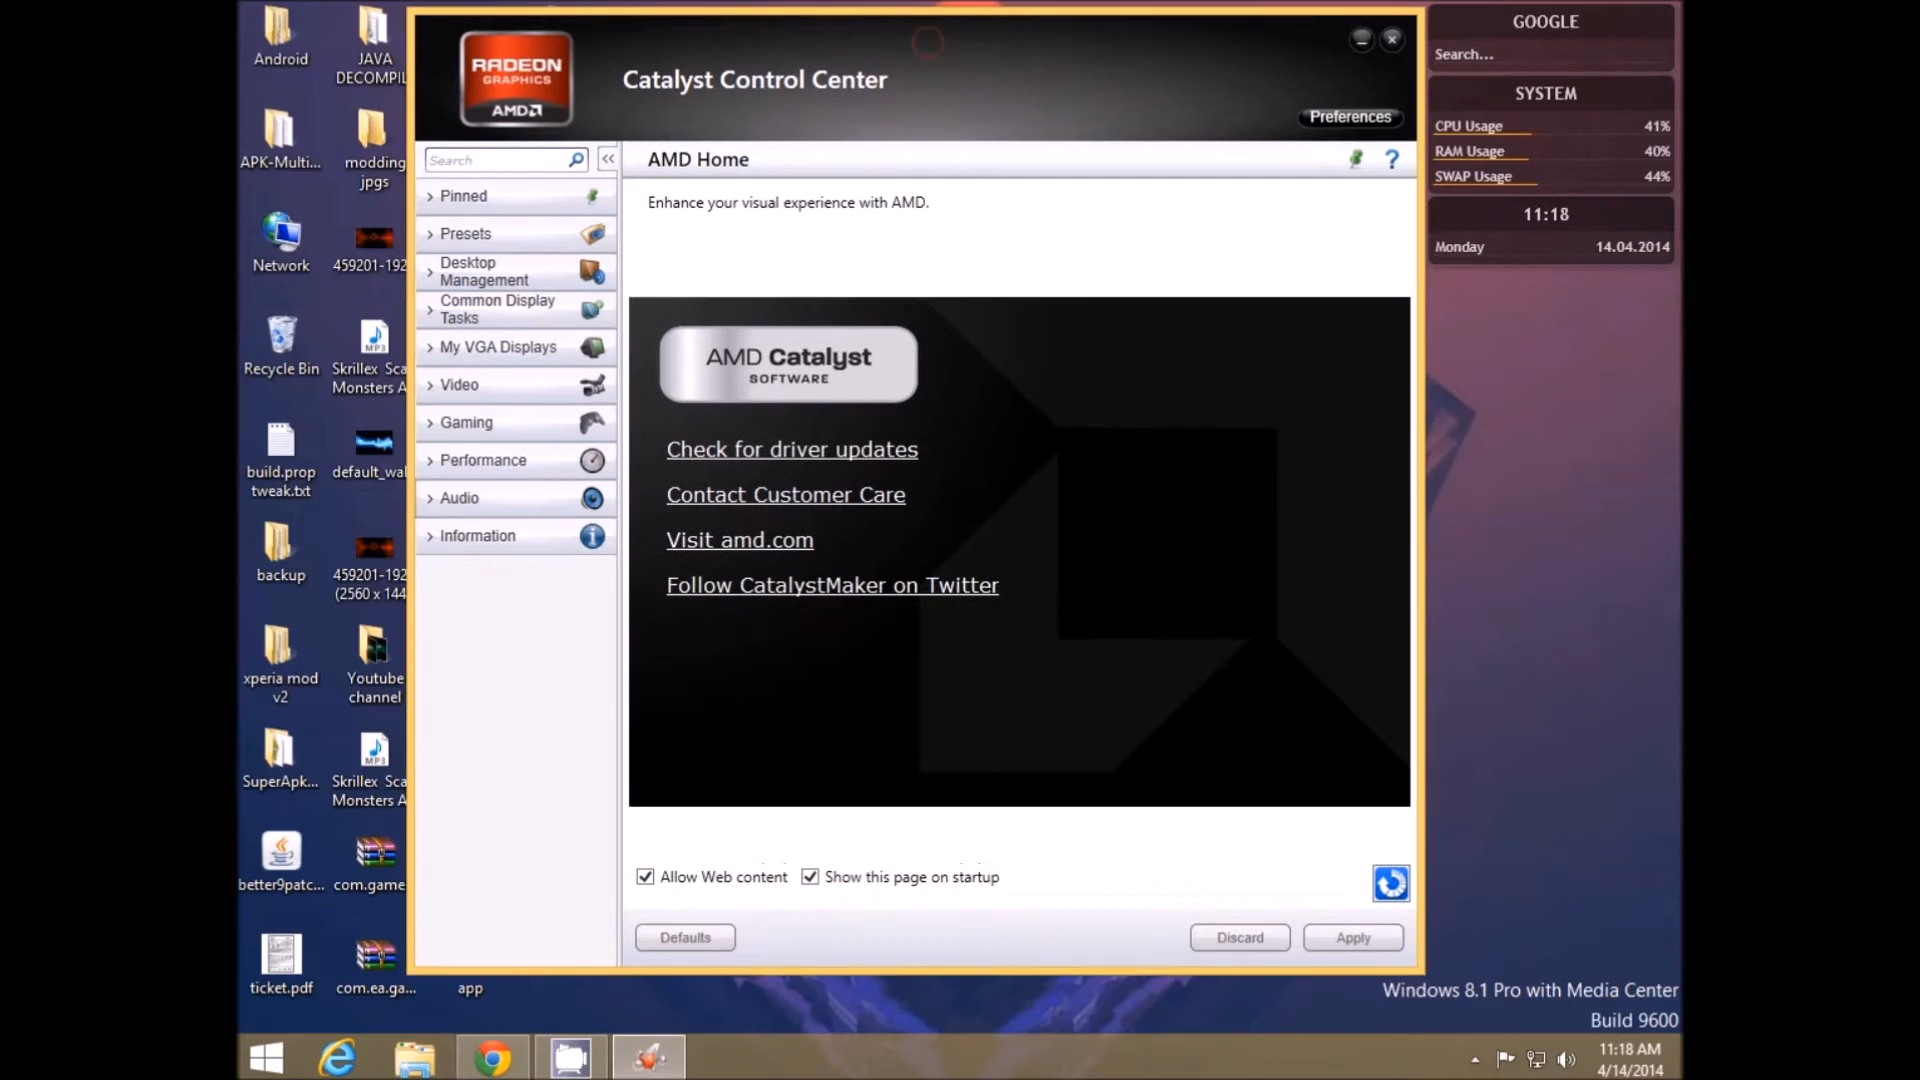 Android
JAVA
DECOMPIL
APK-Multi...
modding
jpgs
Network
459201-192
Recycle Bin
Skrillex Sca
Monsters A
build.prop
tweak.txt
default_wal
backup
459201-192
(2560 x 144
xperia mod
v2
Youtube
channel
SuperApk...
Skrillex Sca
Monsters A
better9patc...
com.game
ticket.pdf
com.ea.ga...
app
RADEON
GRAPHICS
AMD
Catalyst Control Center
Preferences
Search
AMD Home
?
Pinned
Presets
Desktop
Management
Common Display
Tasks
My VGA Displays
Video
Gaming
Performance
Audio
Information
Enhance your visual experience with AMD.
AMD Catalyst
SOFTWARE
Check for driver updates
Contact Customer Care
Visit amd.com
Follow CatalystMaker on Twitter
Allow Web content
Show this page on startup
Defaults
Discard
Apply
GOOGLE
Search...
SYSTEM
CPU Usage 41%
RAM Usage 40%
SWAP Usage 44%
11:18
Monday 14.04.2014
Windows 8.1 Pro with Media Center
Build 9600
11:18 AM
4/14/2014